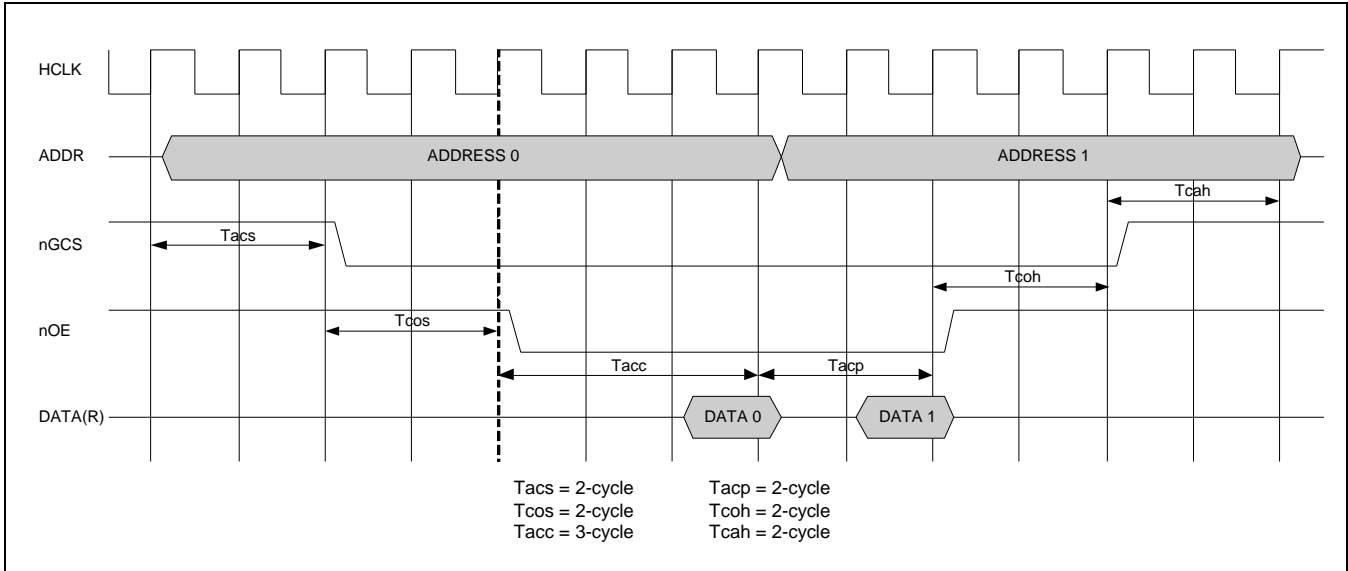 HCLK
ADDR
ADDRESS 0
ADDRESS 1
Tcah
nGCS
Tacs
Tcoh
nOE
Tcos
Tacc
Tacp
DATA(R)
DATA 0
DATA 1
Tacs = 2-cycle
Tcos = 2-cycle
Tacc = 3-cycle
Tacp = 2-cycle
Tcoh = 2-cycle
Tcah = 2-cycle